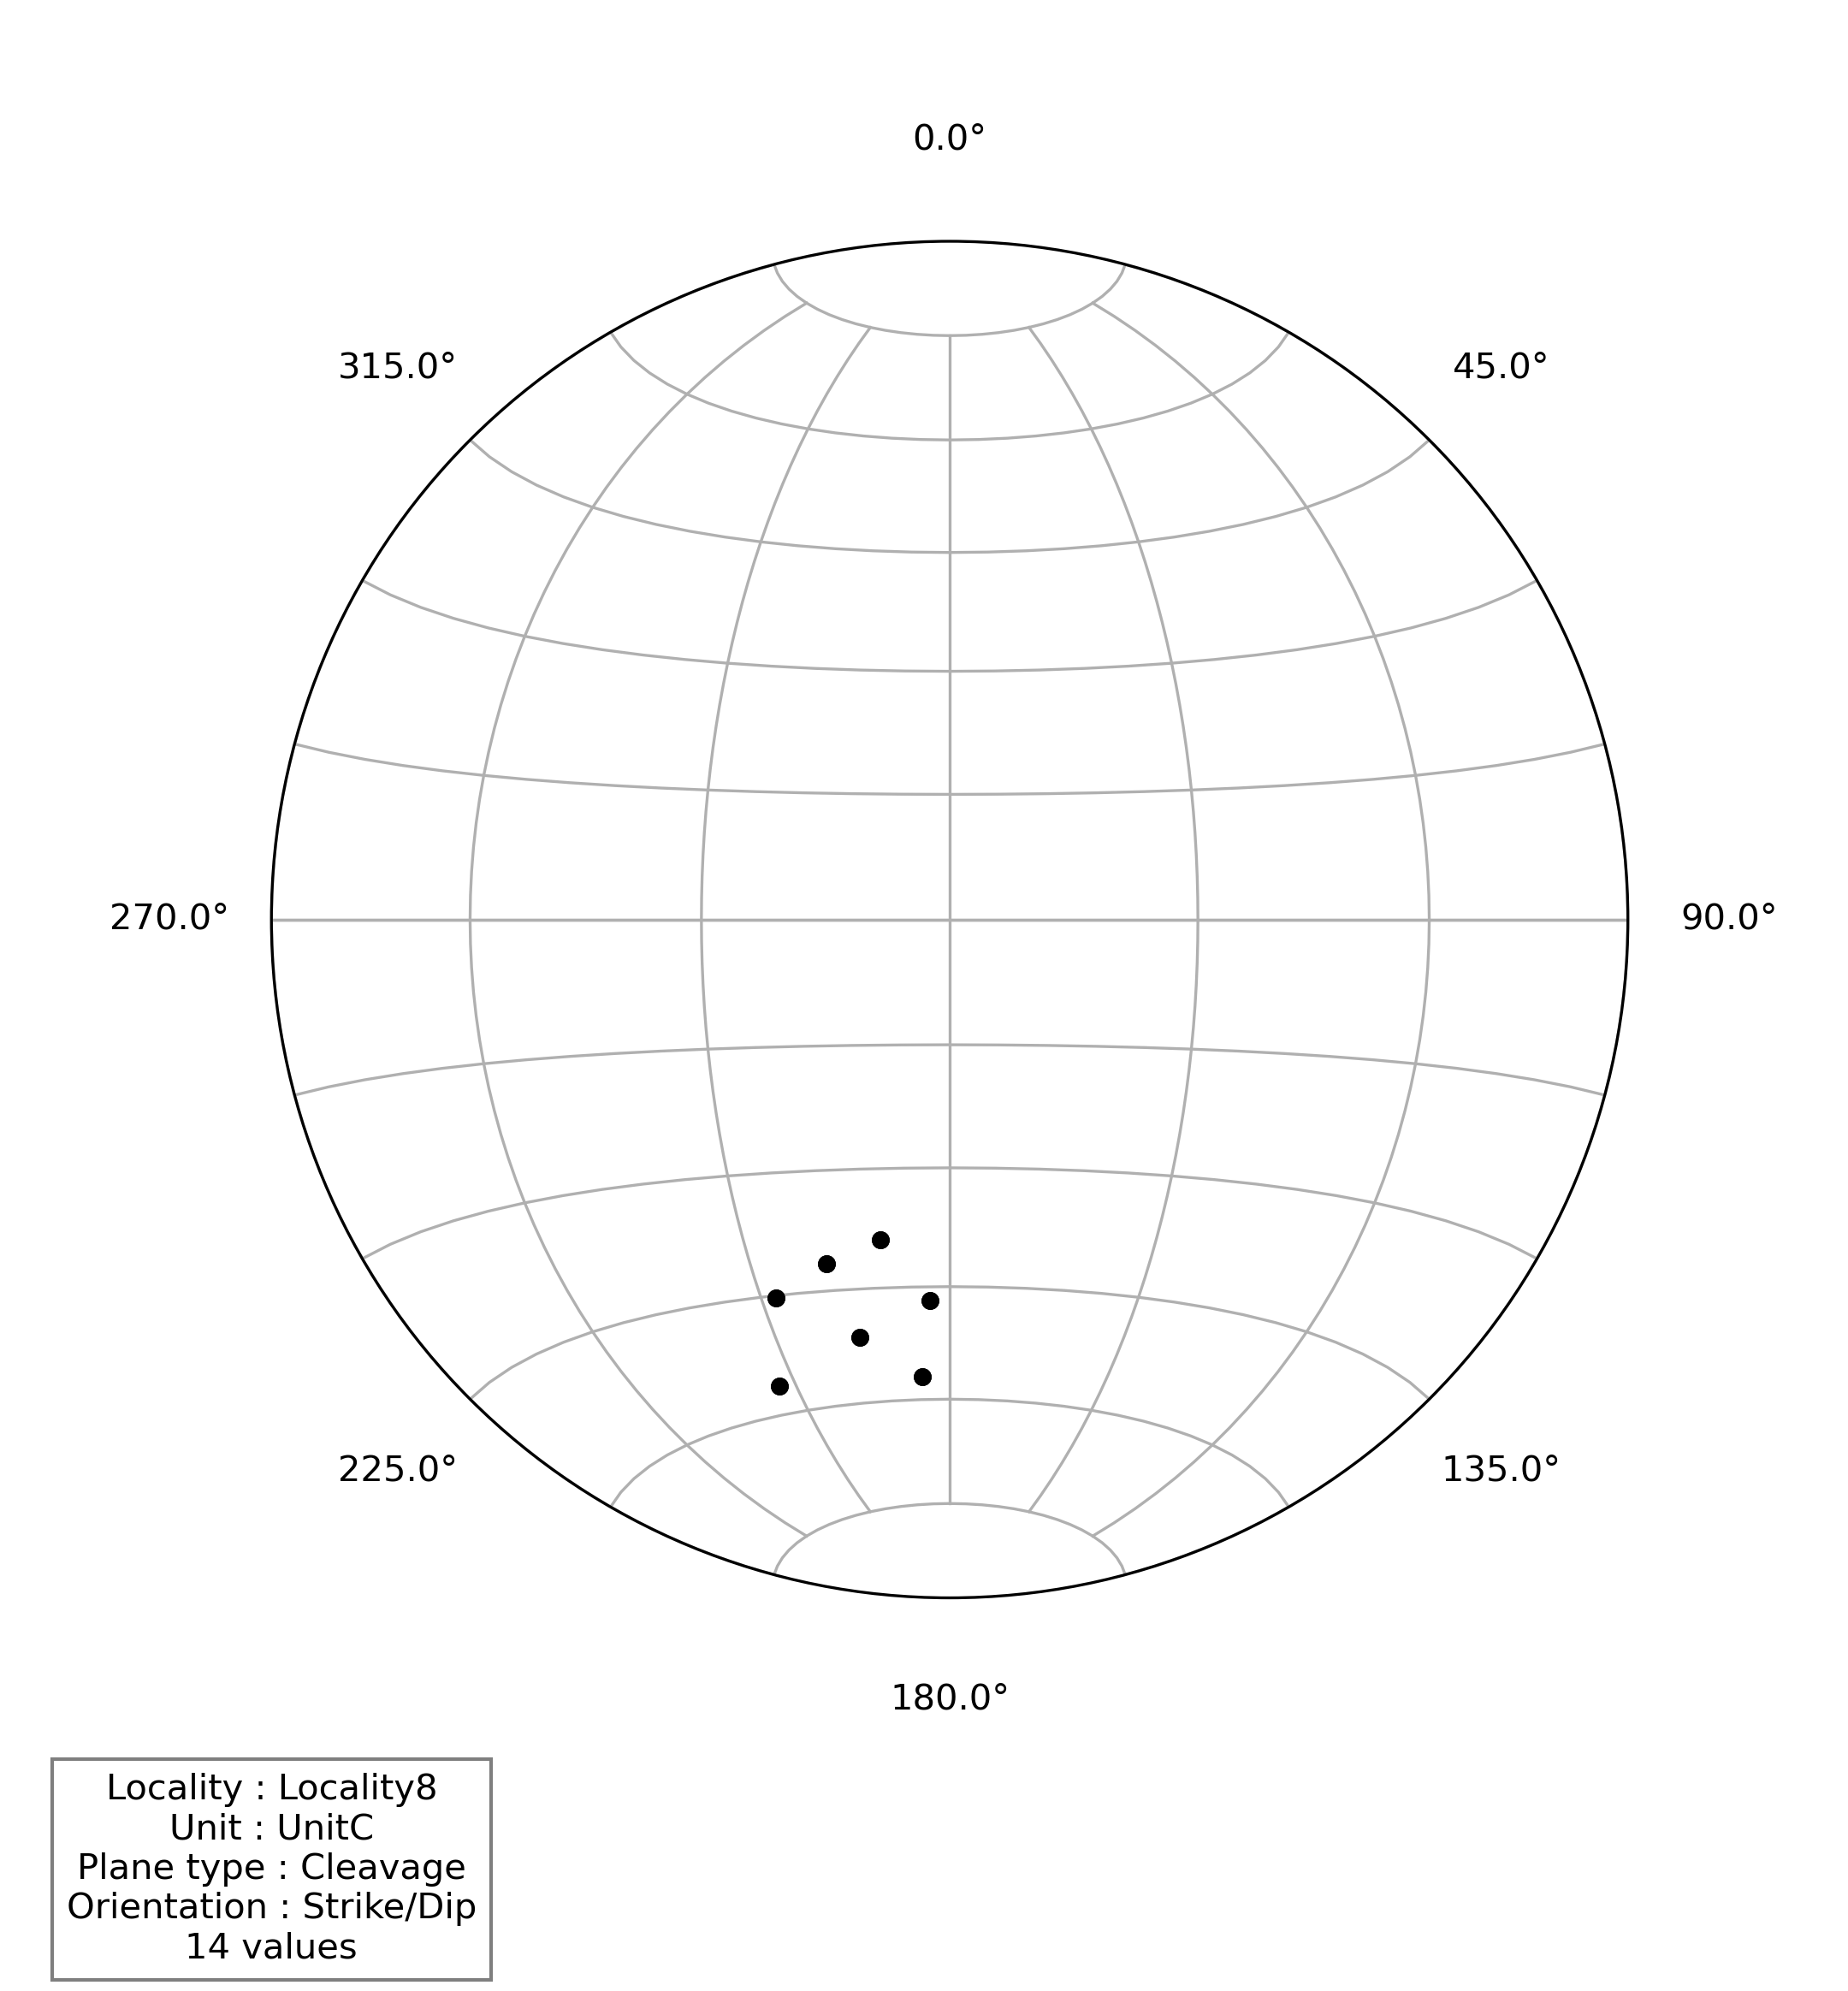 0.0°
315.0°
45.0°
270.0°
90.0°
225.0°
135.0°
180.0°
Locality : Locality8
Unit : UnitC
Plane type : Cleavage
Orientation : Strike/Dip
14 values